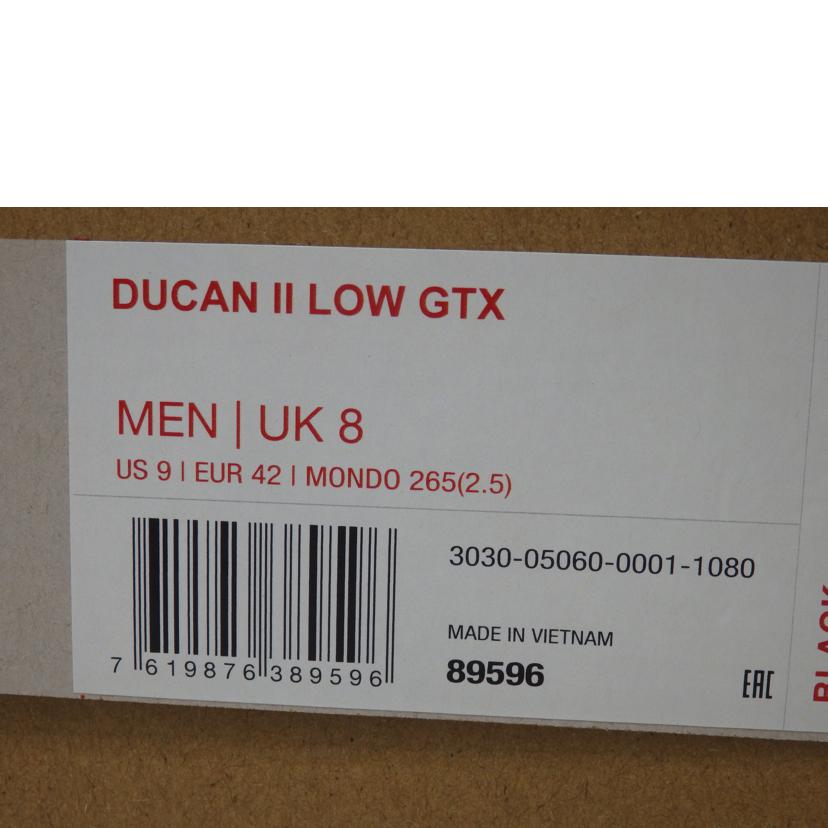 DUCAN II LOW GTX
MEN | UK 8
US 9 | EUR 42 | MONDO 265(2.5)
3030-05060-0001-1080
MADE IN VIETNAM
89596
7 619876 389596
EAC
BLACK